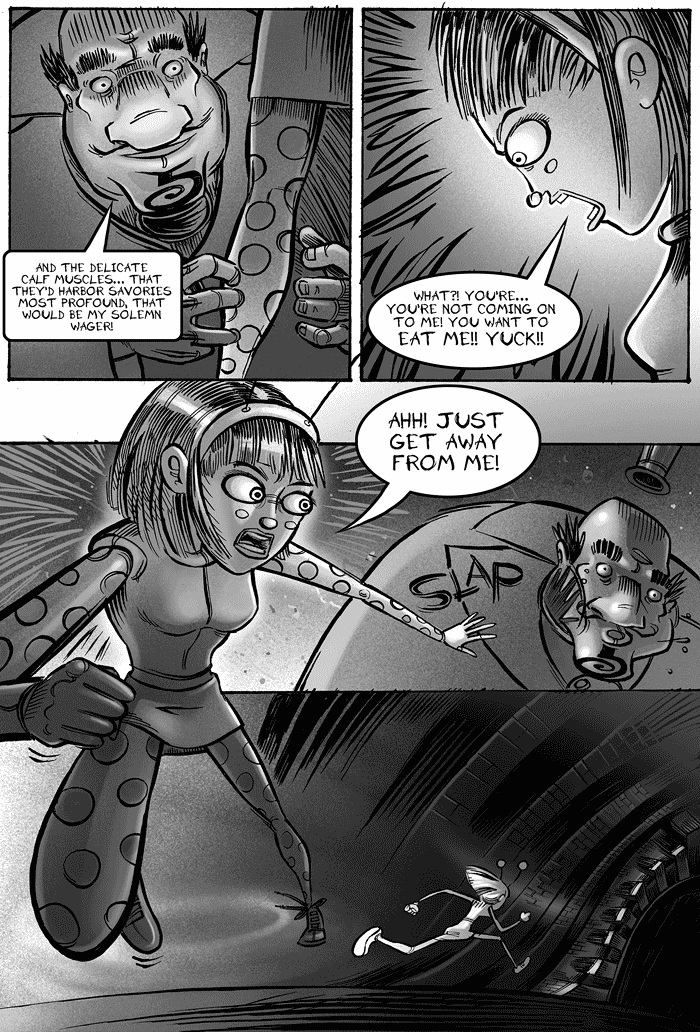 AND THE DELICATE
CALF MUSCLES... THAT
THEY'D HARBOR SAVORIES
MOST PROFOUND, THAT
WOULD BE MY SOLEMN
WAGER!
WHAT?! YOU'RE...
YOU'RE NOT COMING ON
TO ME! YOU WANT TO
EAT ME!! YUCK!!
AHH! JUST
GET AWAY
FROM ME!
SLAP